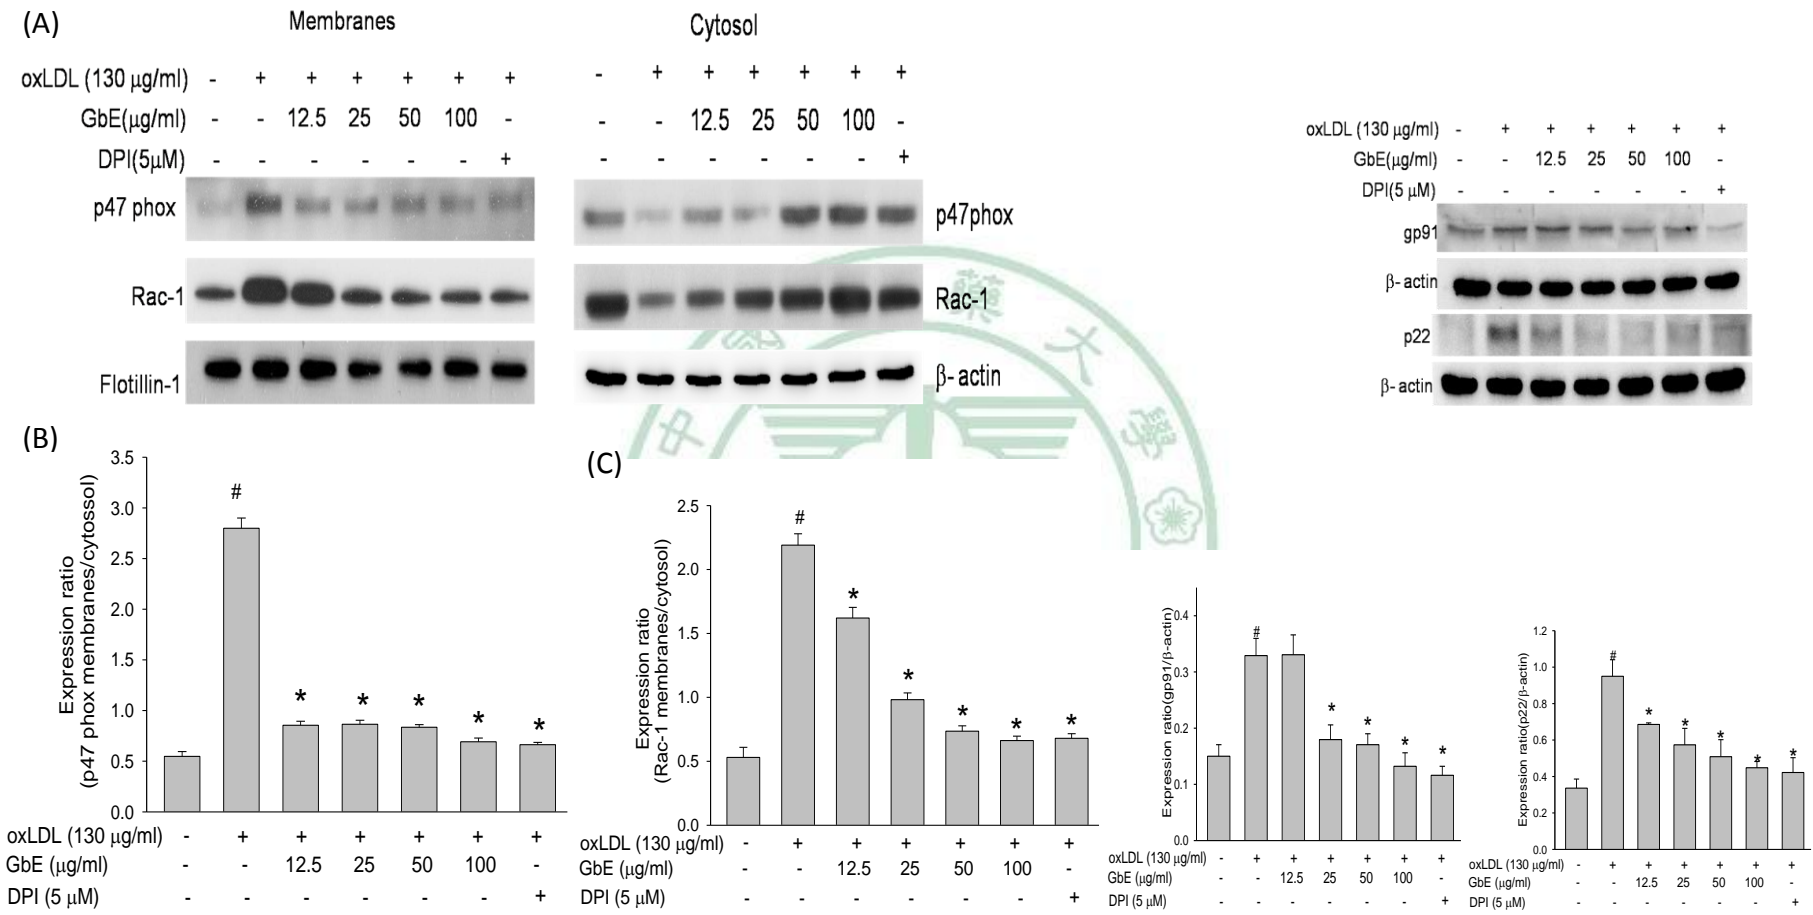 (A)
Membranes
oxLDL (130 μg/ml) - + + + + + +
GbE(μg/ml) - - 12.5 25 50 100 -
DPI(5μM) - - - - - - +
p47 phox
Rac-1
Flotillin-1
Cytosol
- + + + + + +
- - 12.5 25 50 100 -
- - - - - - +
p47phox
Rac-1
β- actin
oxLDL (130 μg/ml) - + + + + + +
GbE(μg/ml) - - 12.5 25 50 100 -
DPI(5 μM) - - - - - - +
gp91
β- actin
p22
β- actin
中 藥 大 學
(B)
Expression ratio
(p47 phox membranes/cytossol)
3.5
3.0
2.5
2.0
1.5
1.0
0.5
0.0
# * * * * *
oxLDL (130 μg/ml) - + + + + + +
GbE (μg/ml) - - 12.5 25 50 100 -
DPI (5 μM) - - - - - - +
(C)
Expression ratio
(Rac-1 membranes/cytosol)
2.5
2.0
1.5
1.0
0.5
0.0
# * * * * *
oxLDL (130 μg/ml) - + + + + + +
GbE (μg/ml) - - 12.5 25 50 100 -
DPI (5 μM) - - - - - - +
Expression ratio(gp91/β-actin)
0.4
0.3
0.2
0.1
0.0
# * * * *
oxLDL (130 μg/ml) - + + + + + +
GbE (μg/ml) - - 12.5 25 50 100 -
DPI (5 μM) - - - - - - +
Expression ratio(p22/β-actin)
1.2
1.0
0.8
0.6
0.4
0.2
0.0
# * * * * *
oxLDL (130 μg/ml) - + + + + + +
GbE (μg/ml) - - 12.5 25 50 100 -
DPI (5 μM) - - - - - - +